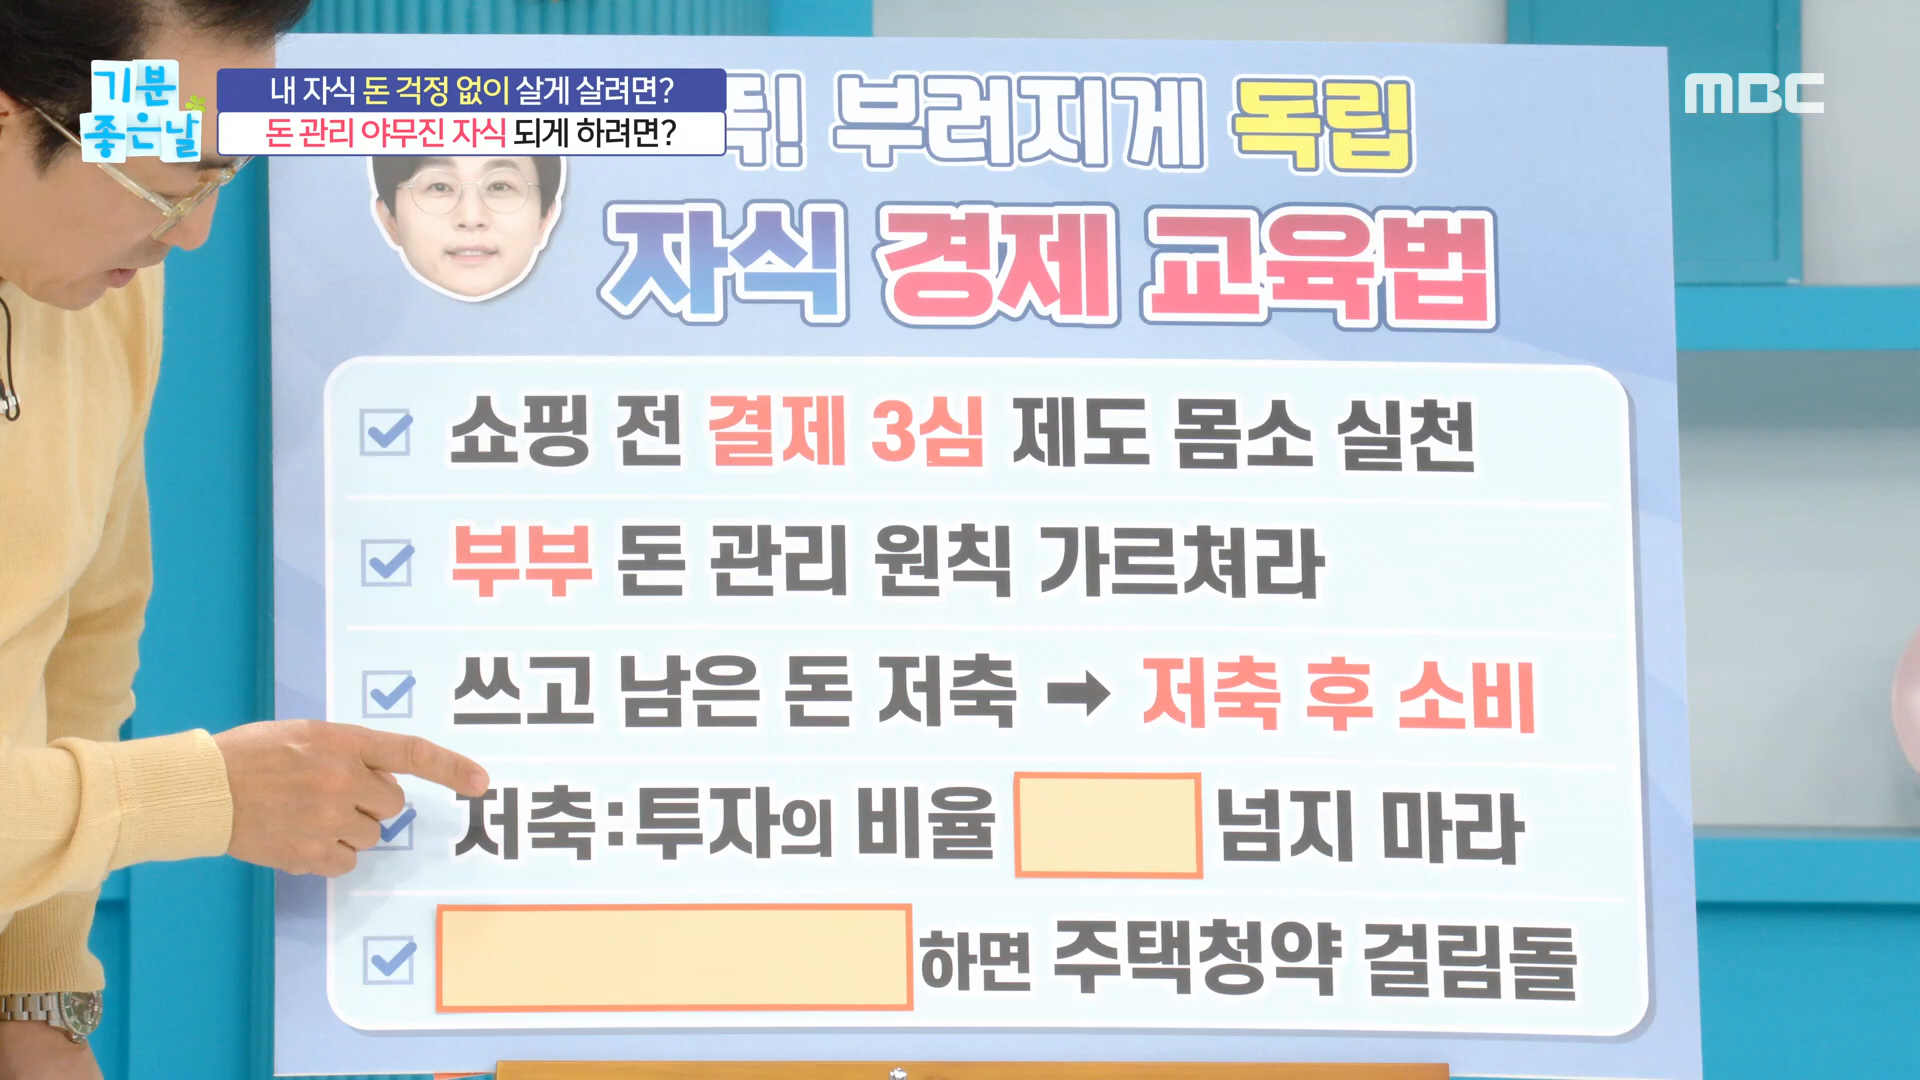 기분
좋은날
내 자식 돈 걱정 없이 살게 살려면?
돈 관리 야무진 자식 되게 하려면?
MBC
부러지게 독립
자식 경제 교육법
쇼핑 전 결제 3심 제도 몸소 실천
부부 돈 관리 원칙 가르쳐라
쓰고 남은 돈 저축 ➡ 저축 후 소비
저축:투자의 비율 넘지 마라
하면 주택청약 걸림돌